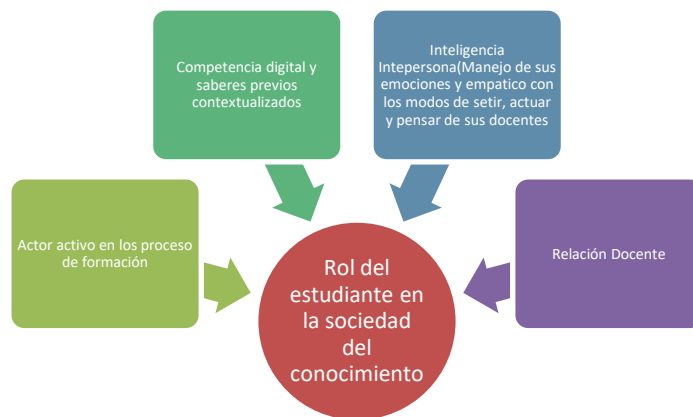 Competencia digital y
saberes previos
contextualizados
Inteligencia
Intepersona(Manejo de sus
emociones y empatico con
los modos de setir, actuar
y pensar de sus docentes
Actor activo en los proceso
de formación
Relación Docente
Rol del
estudiante en
la sociedad
del
conocimiento